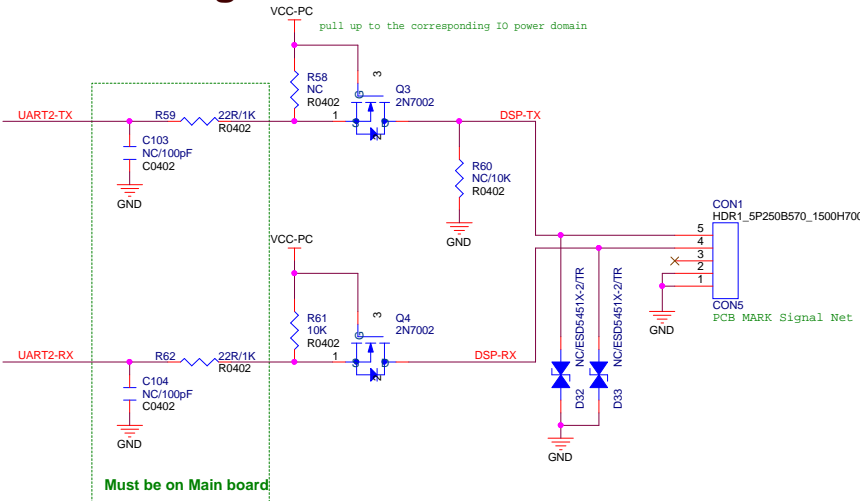 VCC-PC
pull up to the corresponding IO power domain
R58
NC
R0402
3
Q3
2N7002
1
UART2-TX
R59
22R/1K
R0402
DSP-TX
C103
NC/100pF
C0402
GND
R60
NC/10K
R0402
GND
CON1
HDR1_5P250B570_1500H700
5
4
3
2
1
CON5
PCB MARK Signal Net
GND
VCC-PC
R61
10K
R0402
3
Q4
2N7002
1
UART2-RX
R62
22R/1K
R0402
DSP-RX
C104
NC/100pF
C0402
GND
NC/ESD5451X-2/TR
D32
NC/ESD5451X-2/TR
D33
GND
Must be on Main board